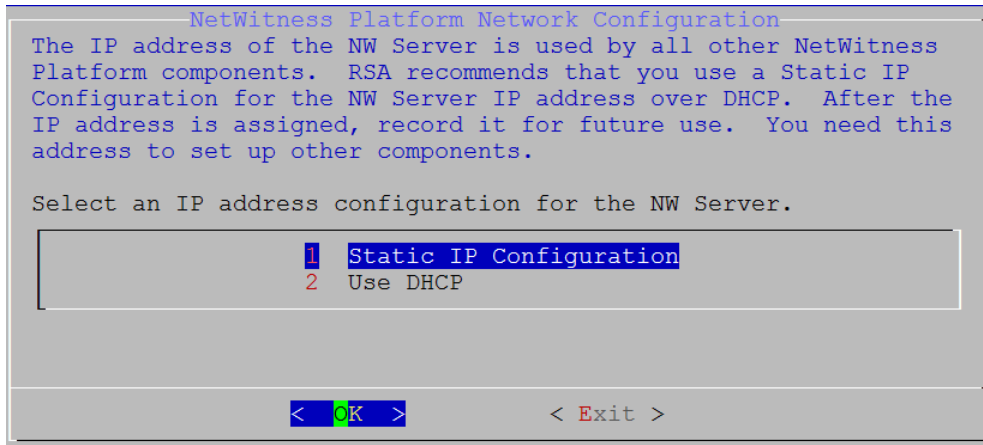 NetWitness Platform Network Configuration
The IP address of the NW Server is used by all other NetWitness
Platform components.  RSA recommends that you use a Static IP
Configuration for the NW Server IP address over DHCP.  After the
IP address is assigned, record it for future use.  You need this
address to set up other components.
Select an IP address configuration for the NW Server.
1  Static IP Configuration
2  Use DHCP
<  OK  >  < Exit >